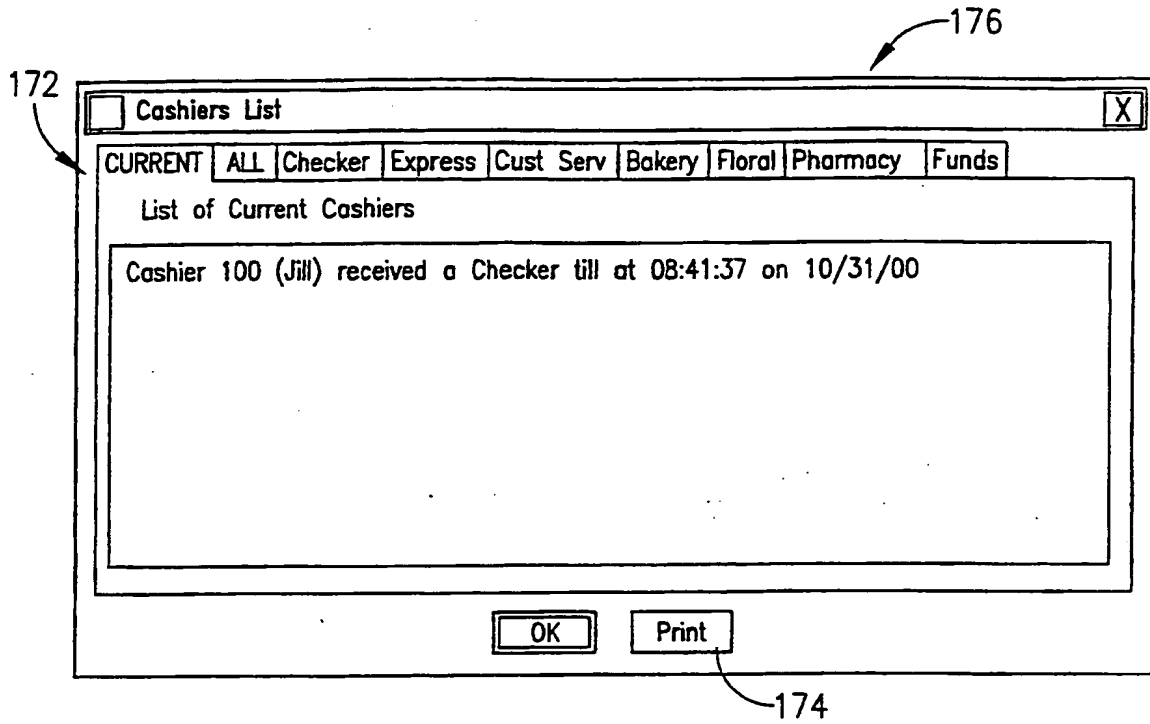 176
172
Cashiers List X
CURRENT ALL Checker Express Cust Serv Bakery Floral Pharmacy Funds
List of Current Cashiers
Cashier 100 (Jill) received a Checker till at 08:41:37 on 10/31/00
OK Print
174